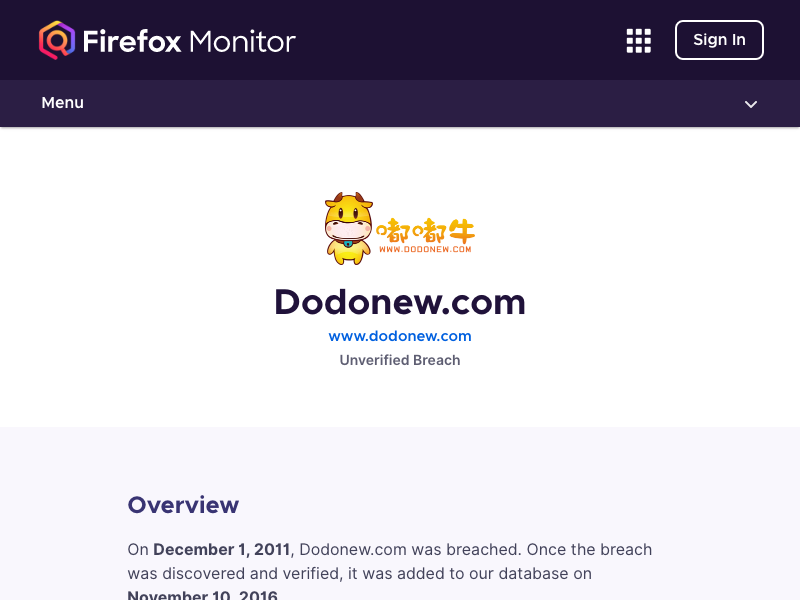 Firefox Monitor
Sign In
Menu
嘟嘟牛
WWW.DODONEW.COM
Dodonew.com
www.dodonew.com
Unverified Breach
Overview
On December 1, 2011, Dodonew.com was breached. Once the breach
was discovered and verified, it was added to our database on
November 10, 2016